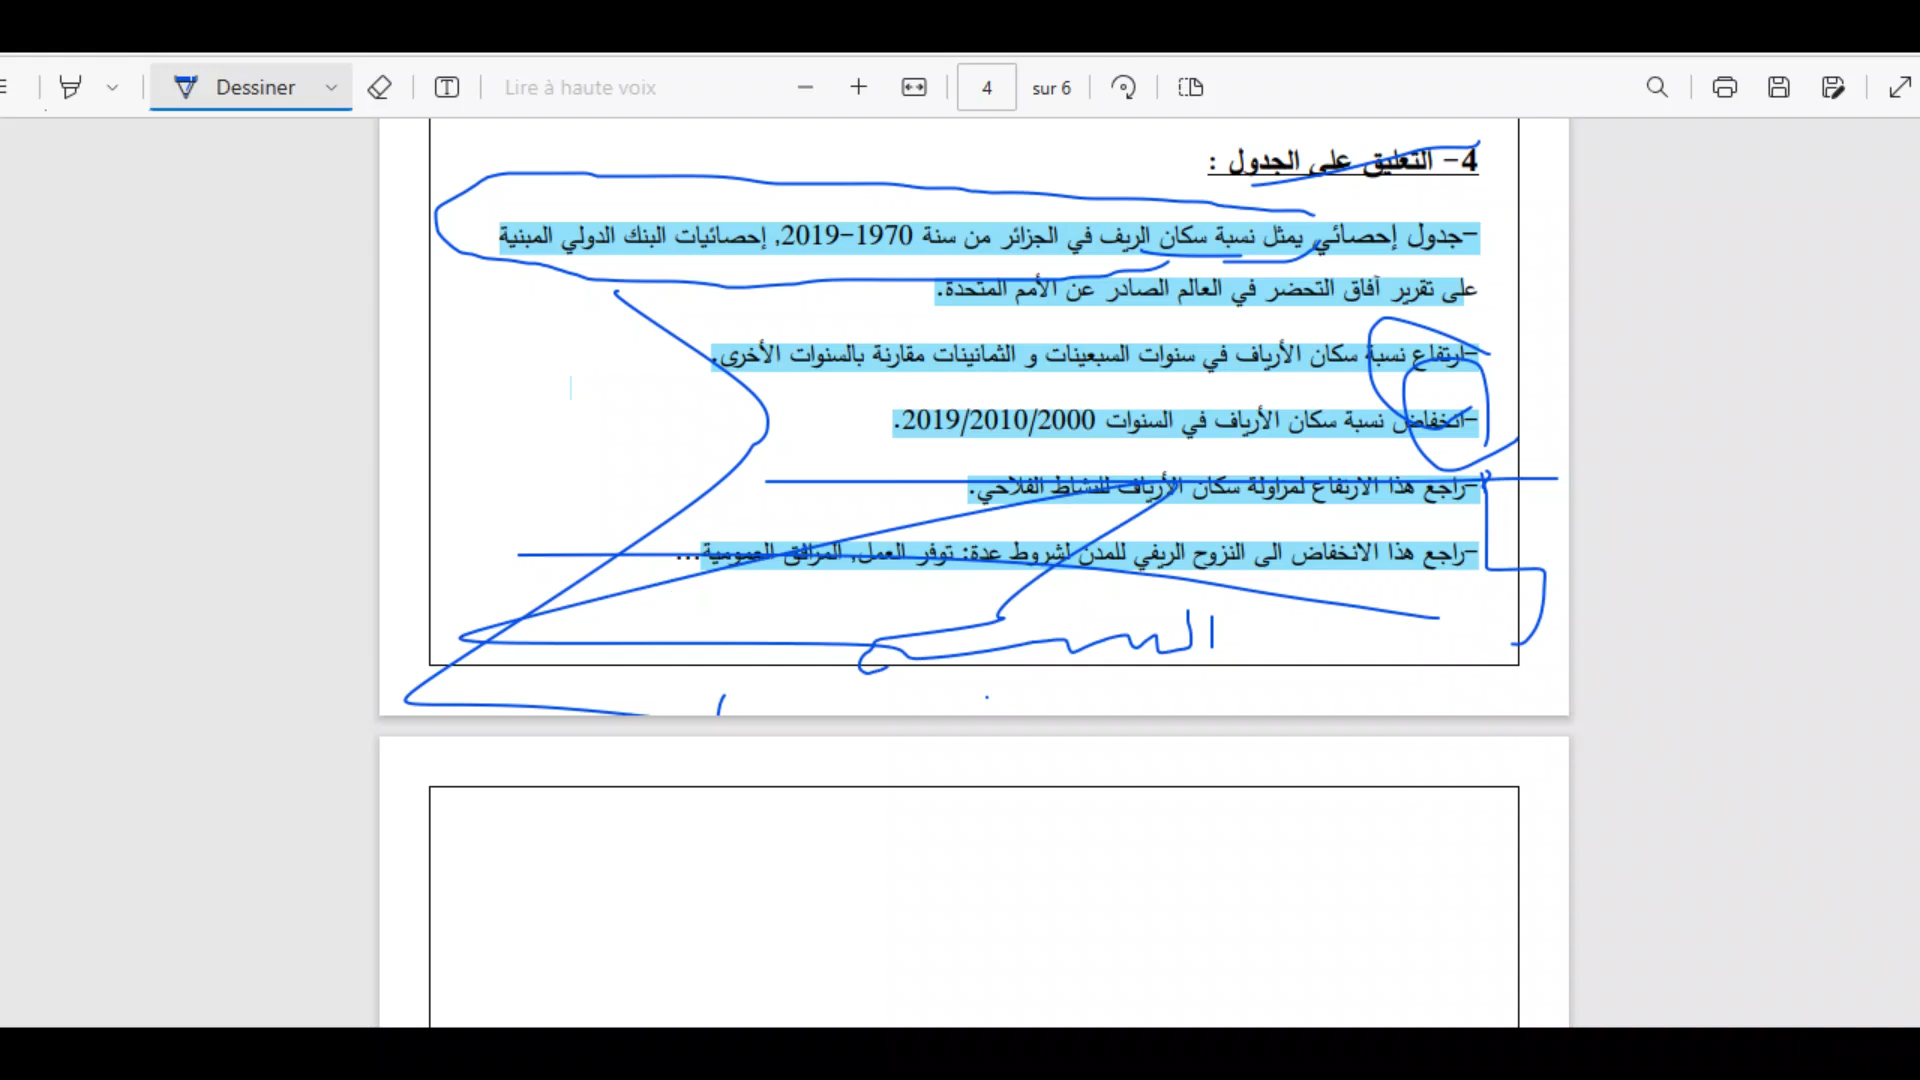 Dessiner
Lire à haute voix
4
sur 6
4- التعليق على الجدول :
-جدول إحصائي يمثل نسبة سكان الريف في الجزائر من سنة 1970-2019, إحصائيات البنك الدولي المبنية
على تقرير آفاق التحضر في العالم الصادر عن الأمم المتحدة.
-ارتفاع نسبة سكان الأرياف في سنوات السبعينات و الثمانينات مقارنة بالسنوات الأخرى.
-انخفاض نسبة سكان الأرياف في السنوات 2019/2010/2000.
-راجع هذا الارتفاع لمزاولة سكان الأرياف للنشاط الفلاحي.
-راجع هذا الانخفاض الى النزوح الريفي للمدن لشروط عدة: توفر العمل, المرافق العمومية...